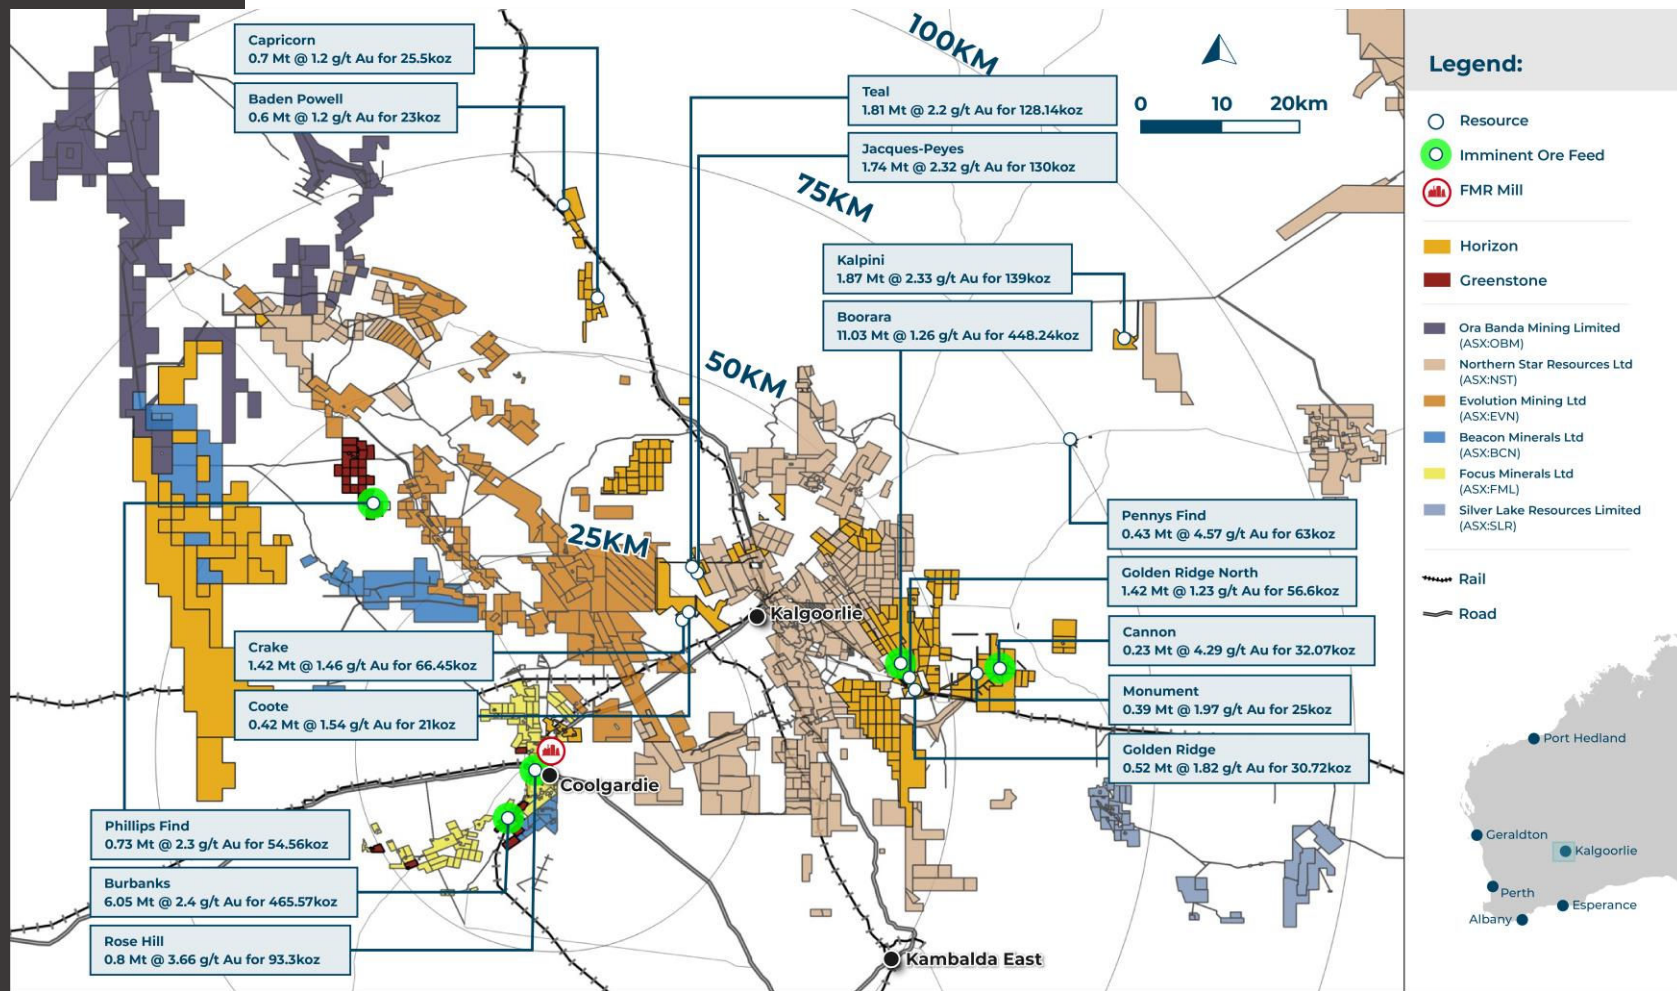 Capricorn
0.7 Mt @ 1.2 g/t Au for 25.5koz
Baden Powell
0.6 Mt @ 1.2 g/t Au for 23koz
100KM
75KM
50KM
25KM
Teal
1.81 Mt @ 2.2 g/t Au for 128.14koz
Jacques-Peyes
1.74 Mt @ 2.32 g/t Au for 130koz
0 10 20km
Kalpini
1.87 Mt @ 2.33 g/t Au for 139koz
Boorara
11.03 Mt @ 1.26 g/t Au for 448.24koz
Pennys Find
0.43 Mt @ 4.57 g/t Au for 63koz
Golden Ridge North
1.42 Mt @ 1.23 g/t Au for 56.6koz
Cannon
0.23 Mt @ 4.29 g/t Au for 32.07koz
Monument
0.39 Mt @ 1.97 g/t Au for 25koz
Golden Ridge
0.52 Mt @ 1.82 g/t Au for 30.72koz
Kalgoorlie
Crake
1.42 Mt @ 1.46 g/t Au for 66.45koz
Coote
0.42 Mt @ 1.54 g/t Au for 21koz
Coolgardie
Phillips Find
0.73 Mt @ 2.3 g/t Au for 54.56koz
Burbanks
6.05 Mt @ 2.4 g/t Au for 465.57koz
Rose Hill
0.8 Mt @ 3.66 g/t Au for 93.3koz
Kambalda East
Legend:
Resource
Imminent Ore Feed
FMR Mill
Horizon
Greenstone
Ora Banda Mining Limited
(ASX:OBM)
Northern Star Resources Ltd
(ASX:NST)
Evolution Mining Ltd
(ASX:EVN)
Beacon Minerals Ltd
(ASX:BCN)
Focus Minerals Ltd
(ASX:FML)
Silver Lake Resources Limited
(ASX:SLR)
Rail
Road
Port Hedland
Geraldton
Kalgoorlie
Perth
Esperance
Albany